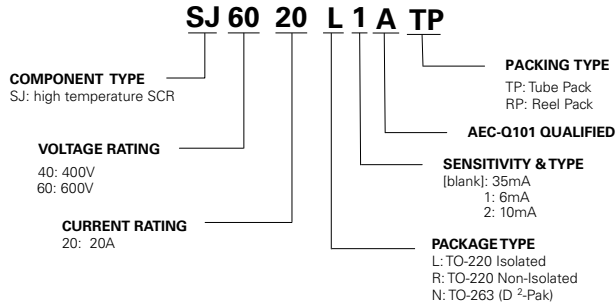 SJ 60 20 L 1 A TP
COMPONENT TYPE
SJ: high temperature SCR
VOLTAGE RATING
40: 400V
60: 600V
CURRENT RATING
20: 20A
PACKING TYPE
TP: Tube Pack
RP: Reel Pack
AEC-Q101 QUALIFIED
SENSITIVITY & TYPE
[blank]: 35mA
1: 6mA
2: 10mA
PACKAGE TYPE
L: TO-220 Isolated
R: TO-220 Non-Isolated
N: TO-263 (D ²-Pak)